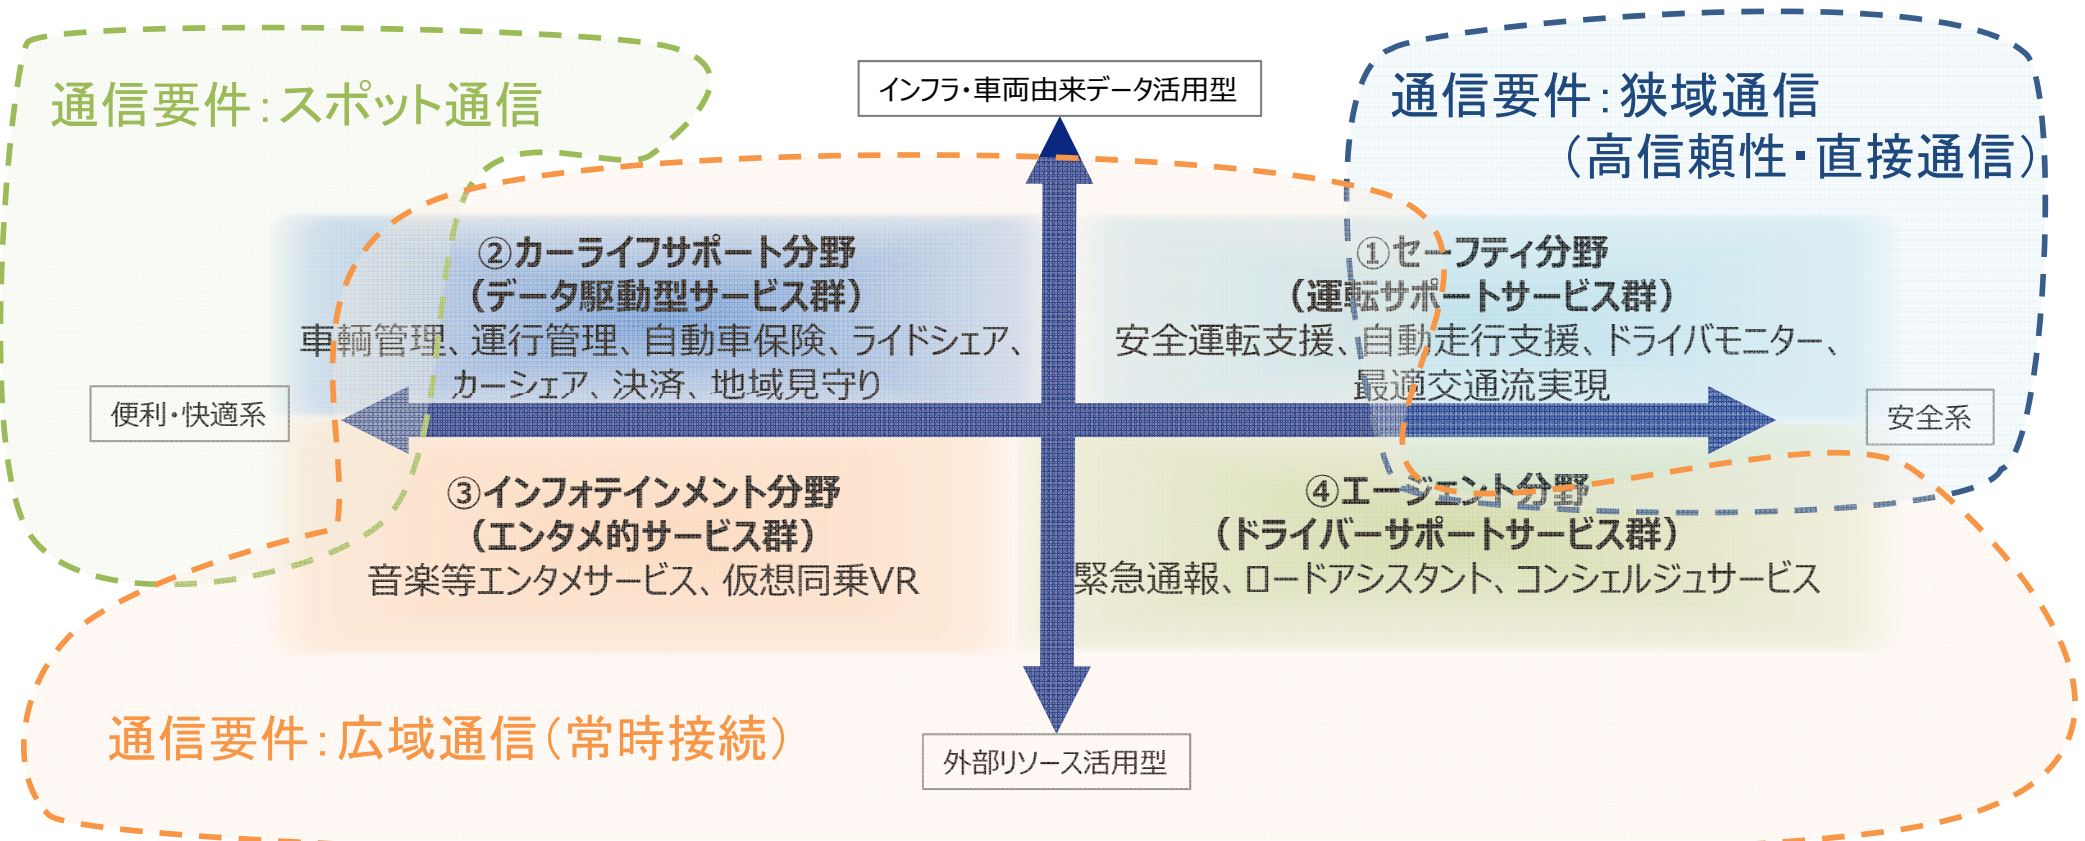 通信要件:スポット通信
インフラ・車両由来データ活用型
通信要件:狭域通信
(高信頼性・直接通信)
②カーライフサポート分野
(データ駆動型サービス群)
車輌管理、運行管理、自動車保険、ライドシェア、
カーシェア、決済、地域見守り
①セーフティ分野
(運転サポートサービス群)
安全運転支援、自動走行支援、ドライバモニター、
最適交通流実現
便利・快適系
安全系
③インフォテインメント分野
(エンタメ的サービス群)
音楽等エンタメサービス、仮想同乗VR
④エージェント分野
(ドライバーサポートサービス群)
緊急通報、ロードアシスタント、コンシェルジュサービス
通信要件:広域通信(常時接続)
外部リソース活用型